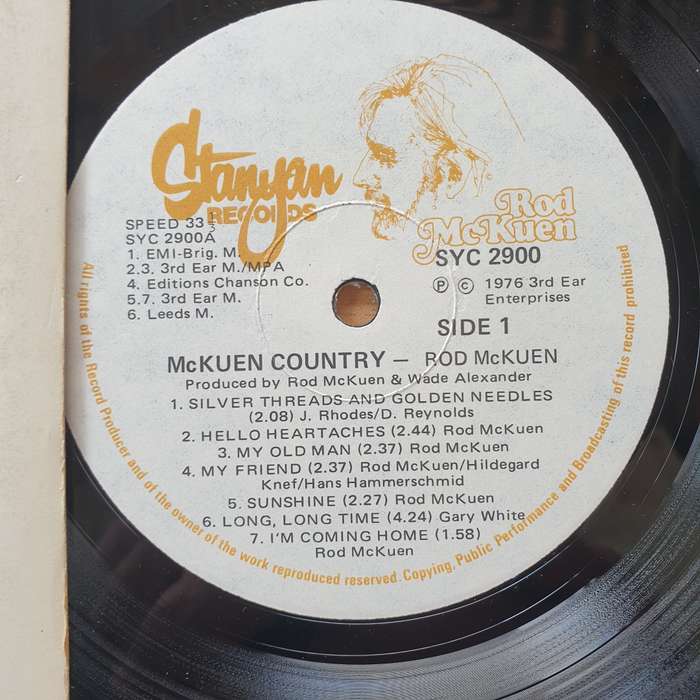 Stanyan
RECORDS
Rod
McKuen
SPEED 33 1/3
SYC 2900A
1. EMI-Brig. M.
2.3. 3rd Ear M./MPA
4. Editions Chanson Co.
5.7. 3rd Ear M.
6. Leeds M.
SYC 2900
Ⓟ © 1976 3rd Ear
Enterprises
SIDE 1
McKUEN COUNTRY — ROD McKUEN
Produced by Rod McKuen & Wade Alexander
1. SILVER THREADS AND GOLDEN NEEDLES
(2.08) J. Rhodes/D. Reynolds
2. HELLO HEARTACHES (2.44) Rod McKuen
3. MY OLD MAN (2.37) Rod McKuen
4. MY FRIEND (2.37) Rod McKuen/Hildegard
Knef/Hans Hammerschmid
5. SUNSHINE (2.27) Rod McKuen
6. LONG, LONG TIME (4.24) Gary White
7. I'M COMING HOME (1.58)
Rod McKuen
All rights of the Record Producer and of the owner of the work reproduced reserved. Copying, Public Performance and Broadcasting of this record prohibited